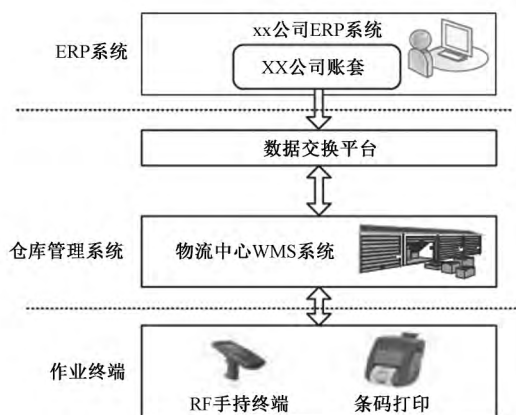 xx公司ERP系统
ERP系统
XX公司账套
数据交换平台
仓库管理系统
物流中心WMS系统
作业终端
RF手持终端
条码打印